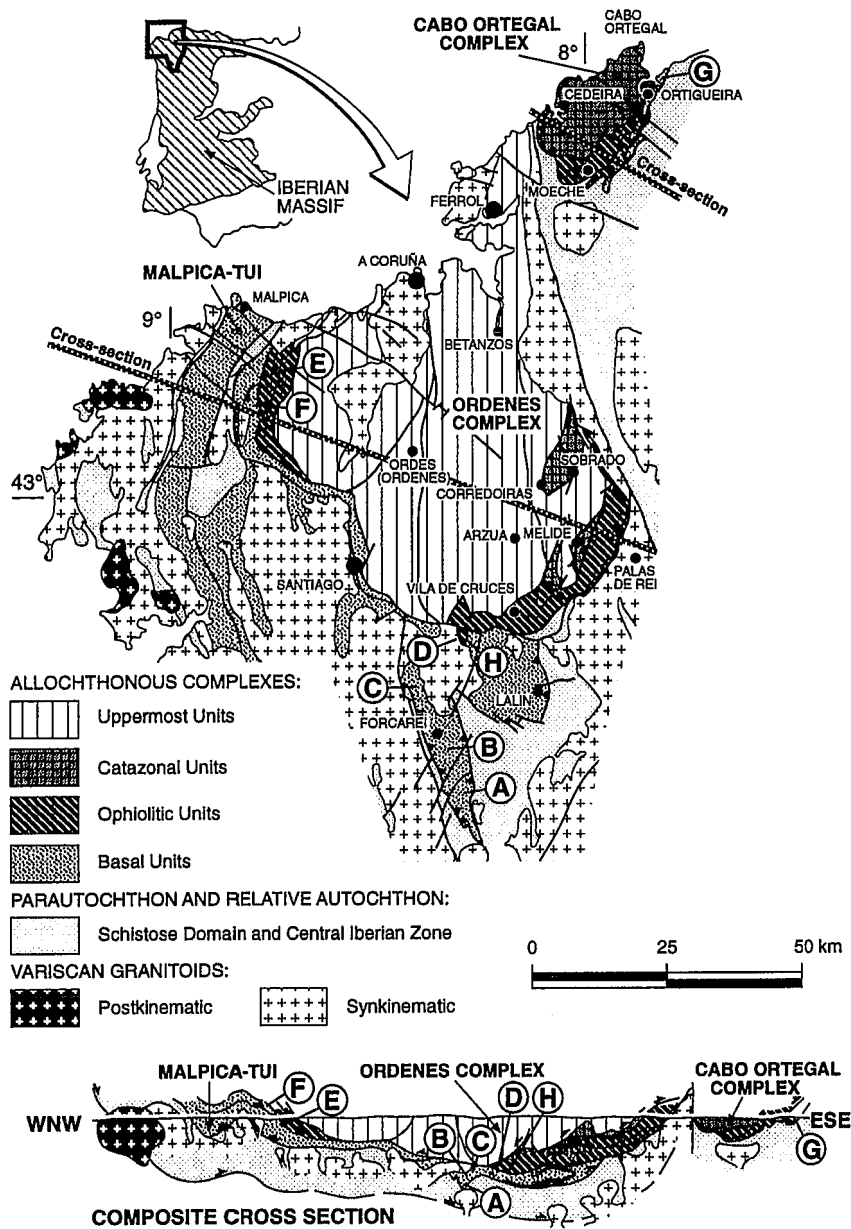 CABO ORTEGAL
COMPLEX
8°
CABO
ORTEGAL
G
CEDEIRA
ORTIGUEIRA
IBERIAN
MASSIF
MOECHE
Cross-section
FERROL
A CORUÑA
MALPICA-TUI
MALPICA
9°
Cross-section
BETANZOS
E
F
ORDENES
COMPLEX
ORDES
(ORDENES)
SOBRADO
43°
CORREDOIRAS
ARZUA
MELIDE
PALAS
DE REI
SANTIAGO
VILA DE CRUCES
D
H
C
LALIN
FORCAREI
B
A
ALLOCHTHONOUS COMPLEXES:
Uppermost Units
Catazonal Units
Ophiolitic Units
Basal Units
PARAUTOCHTHON AND RELATIVE AUTOCHTHON:
Schistose Domain and Central Iberian Zone
VARISCAN GRANITOIDS:
Postkinematic
Synkinematic
0 25 50 km
MALPICA-TUI
ORDENES COMPLEX
CABO ORTEGAL
COMPLEX
F
E
D
H
WNW
ESE
B
C
G
A
COMPOSITE CROSS SECTION